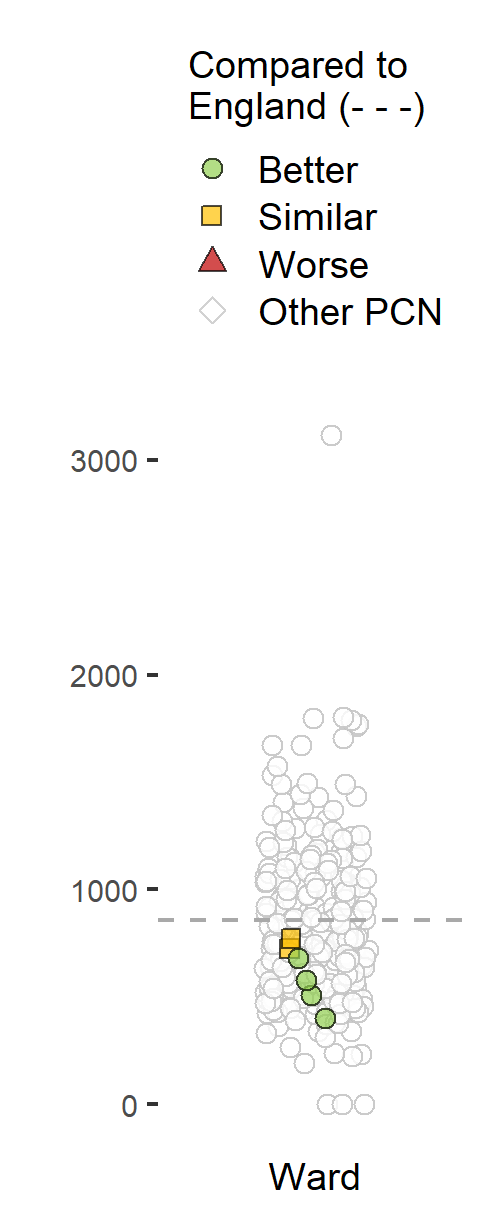 Compared to
England (- - -)
Better
Similar
Worse
Other PCN
3000
2000
1000
0
Ward